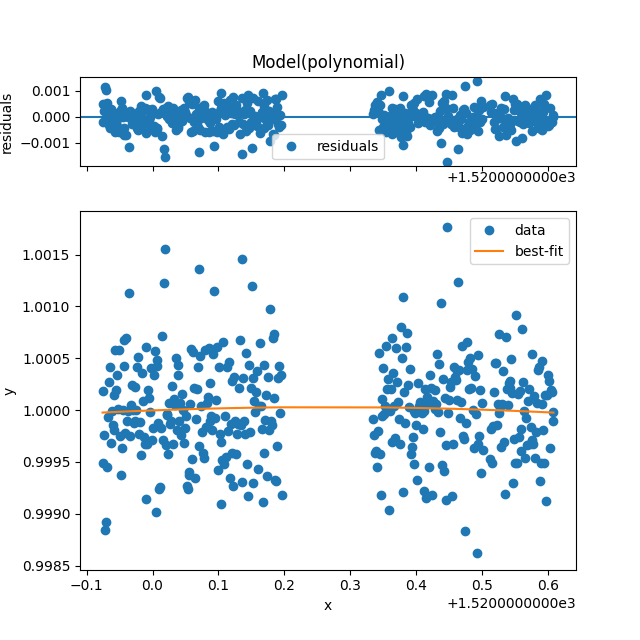 Model(polynomial)
residuals
0.001
0.000
−0.001
residuals
+1.5200000000e3
y
1.0015
1.0010
1.0005
1.0000
0.9995
0.9990
0.9985
data
best-fit
−0.1 0.0 0.1 0.2 0.3 0.4 0.5 0.6
x
+1.5200000000e3